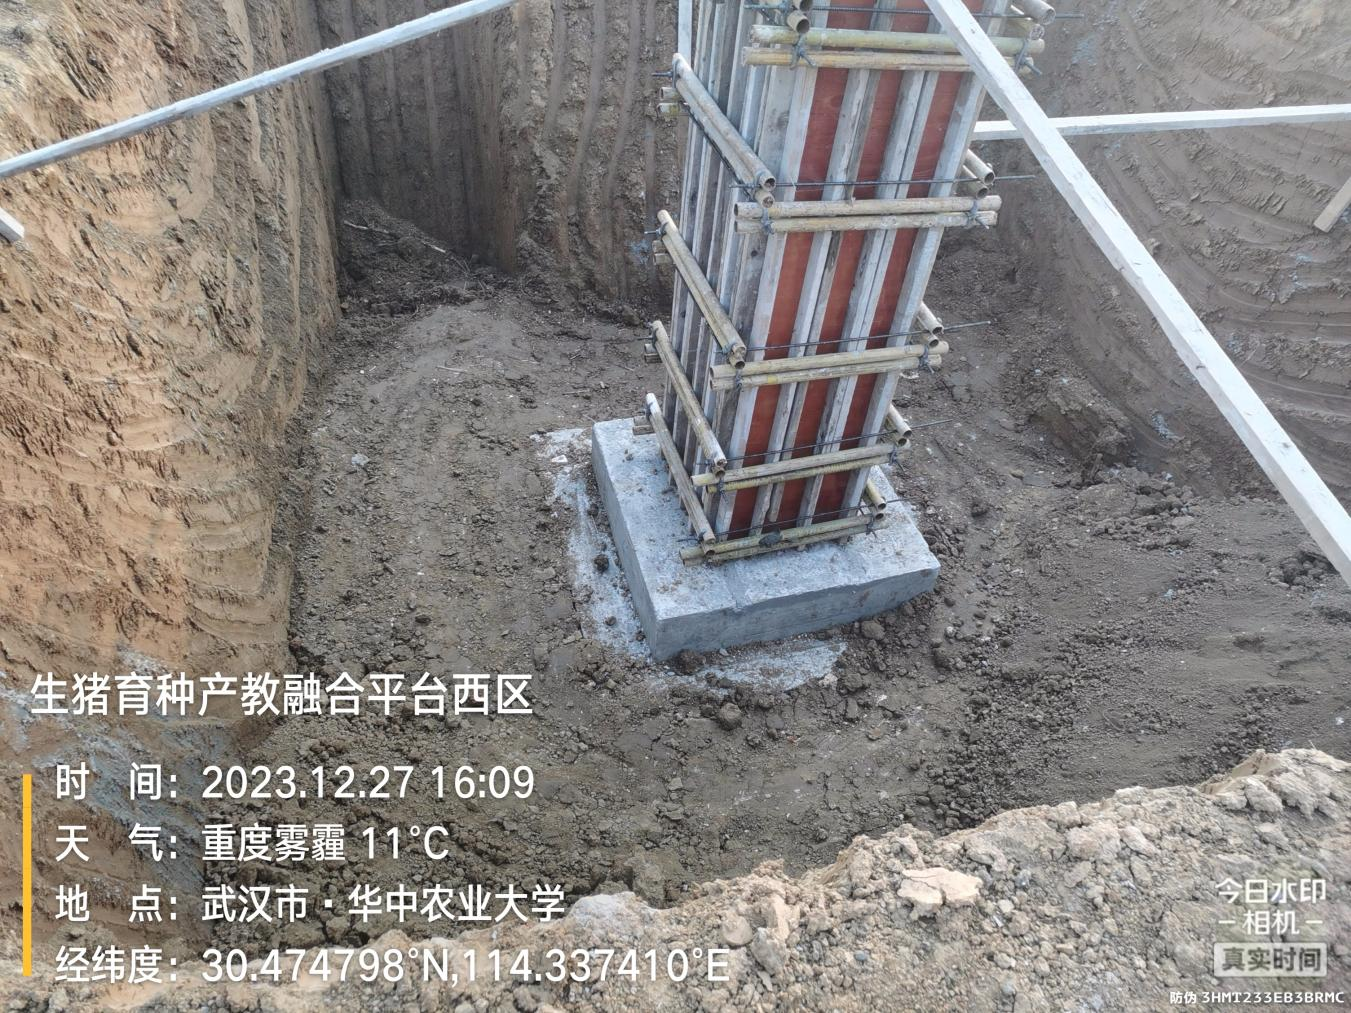 生猪育种产教融合平台西区
时 间：2023.12.27 16:09
天 气：重度雾霾 11°C
地 点：武汉市·华中农业大学
经纬度：30.474798°N,114.337410°E
今日水印
相机
真实时间
防伪 3HMT233EB3BRMC